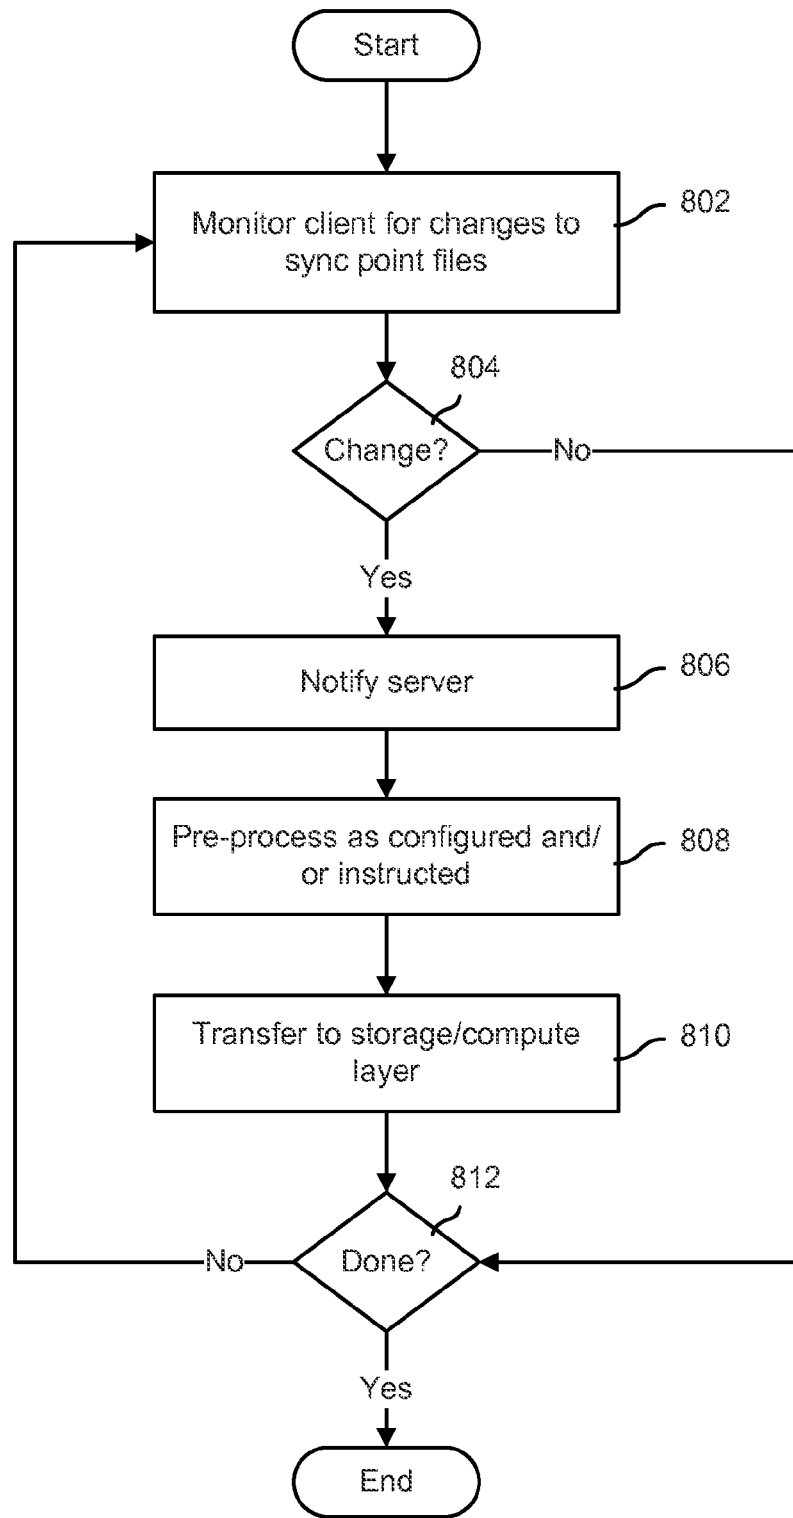 Start
Monitor client for changes to
sync point files
802
804
Change?
No
Yes
Notify server
806
Pre-process as configured and/
or instructed
808
Transfer to storage/compute
layer
810
812
No
Done?
Yes
End